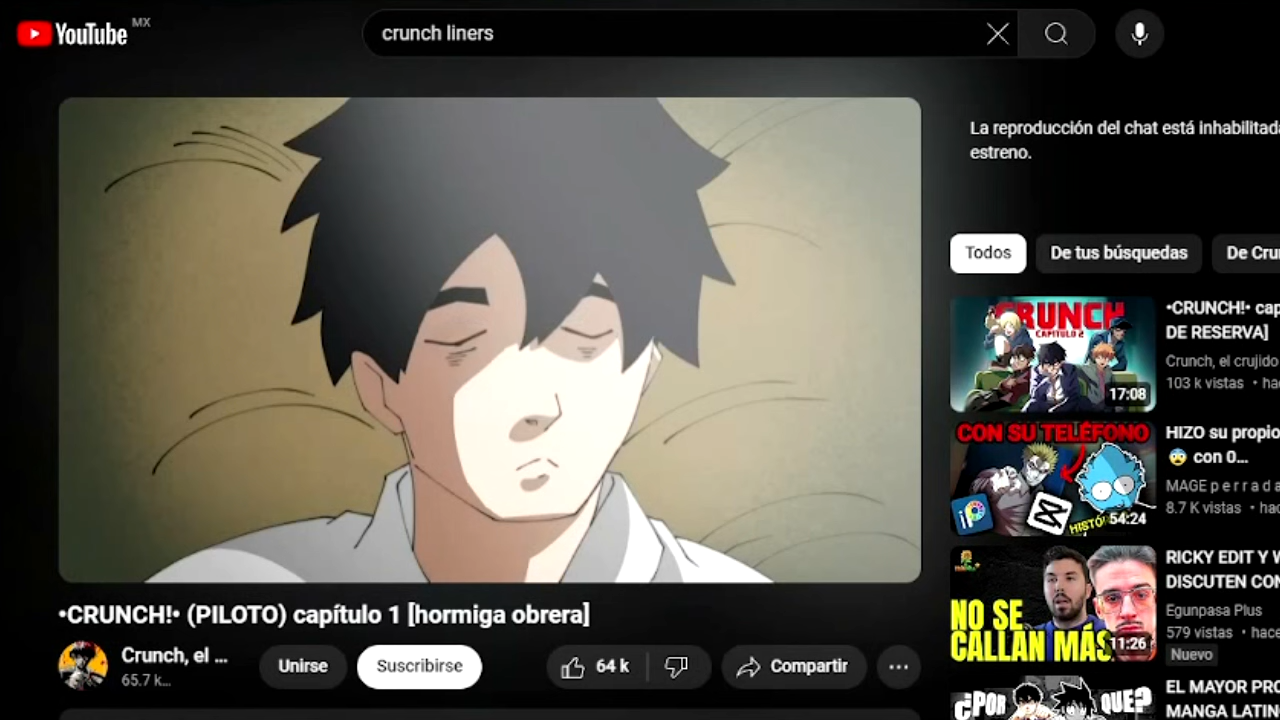 YouTube MX
crunch liners
La reproducción del chat está inhabilitada
estreno.
Todos
De tus búsquedas
De Cru
•CRUNCH!• (PILOTO) capítulo 1 [hormiga obrera]
Crunch, el ...
65.7 k...
Unirse
Suscribirse
64 k
Compartir
CRUNCH
CAPITULO 2
17:08
•CRUNCH!• cap
DE RESERVA]
Crunch, el crujido
103 k vistas • ha
CON SU TELÉFONO
HISTÓ
54:24
HIZO su propio
😨 con 0...
MAGE p e r r a d a
8.7 K vistas • ha
NO SE
CALLAN MÁS
11:26
RICKY EDIT Y
DISCUTEN CON
Egunpasa Plus
579 vistas • hace
Nuevo
¿POR QUE?
EL MAYOR PRO
MANGA LATIN